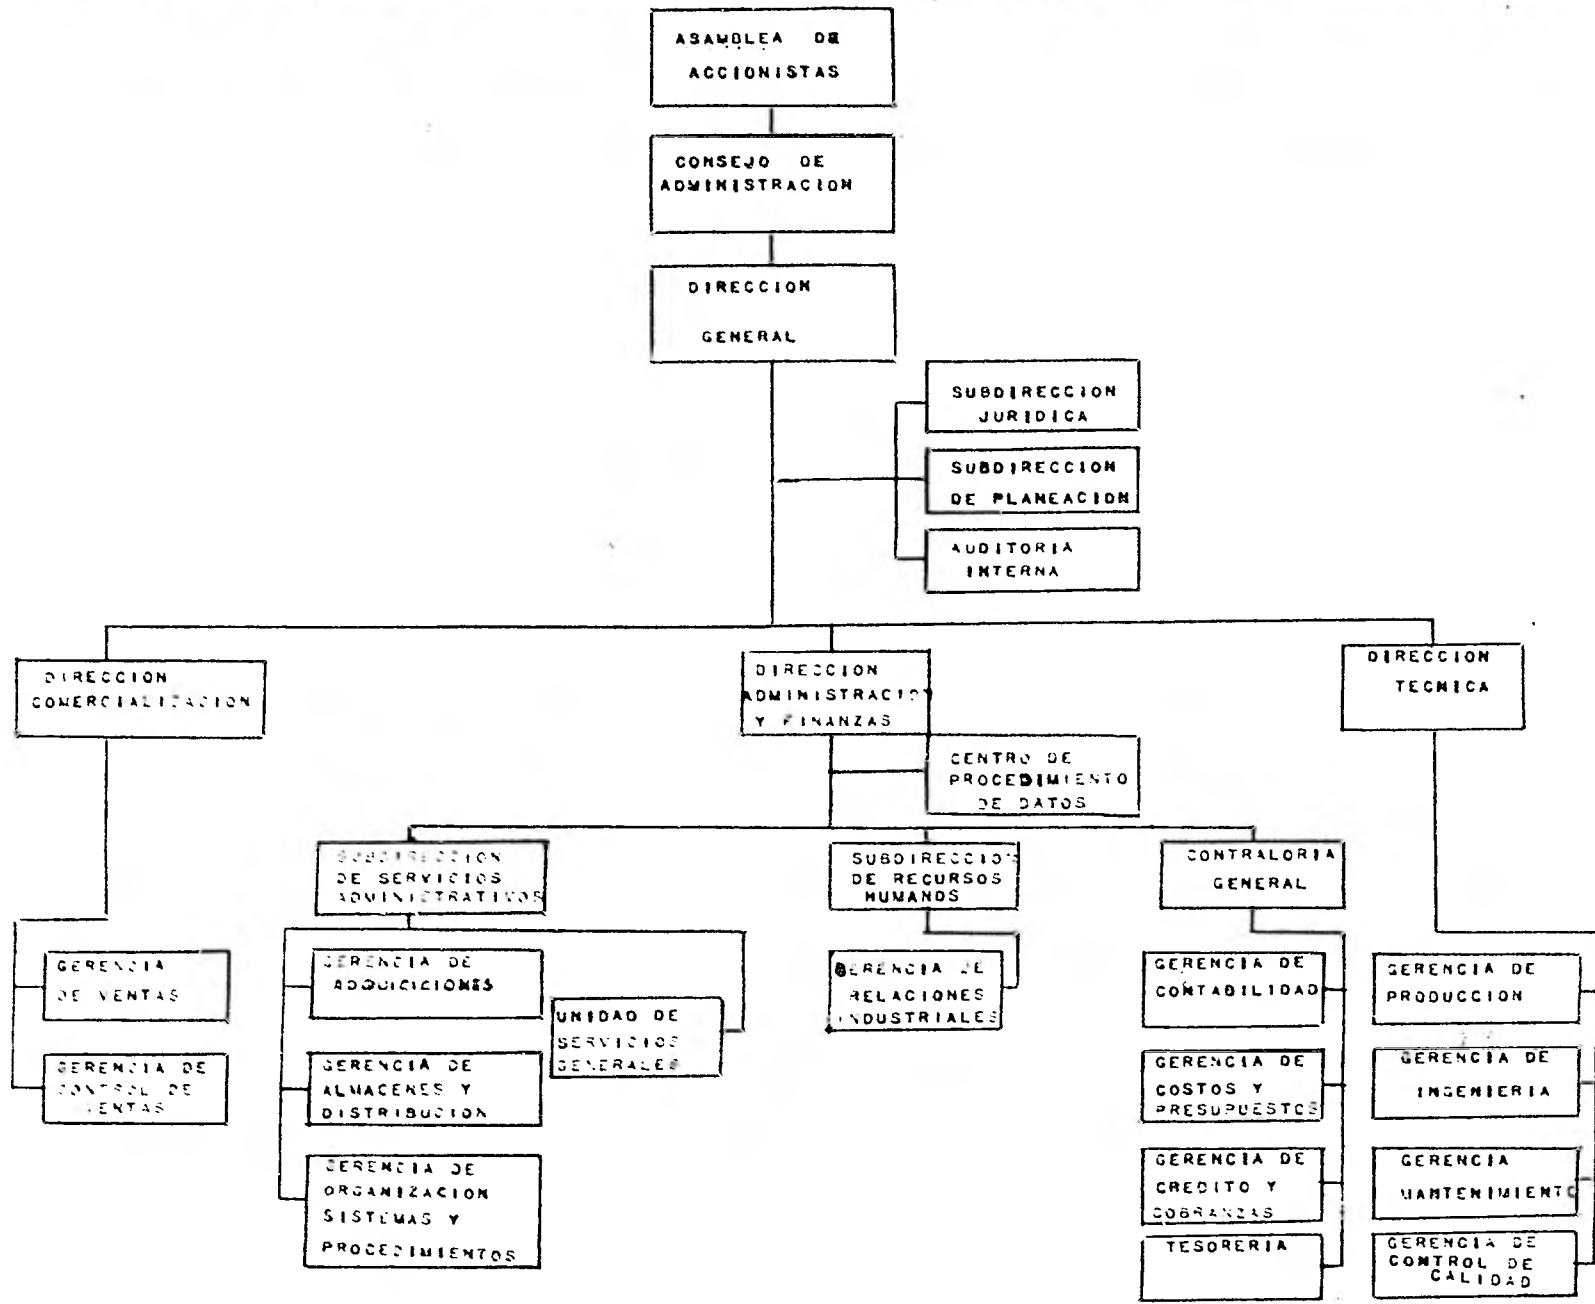 ASAMBLEA DE
ACCIONISTAS
CONSEJO DE
ADMINISTRACION
DIRECCION
GENERAL
SUBDIRECCION
JURIDICA
SUBDIRECCION
DE PLANEACION
AUDITORIA
INTERNA
DIRECCION
COMERCIALIZACION
DIRECCION
ADMINISTRACION
Y FINANZAS
DIRECCION
TECNICA
CENTRO DE
PROCEDIMIENTO
DE DATOS
SUBDIRECCION
DE SERVICIOS
ADMINISTRATIVOS
SUBDIRECCION
DE RECURSOS
HUMANOS
CONTRALORIA
GENERAL
GERENCIA
DE VENTAS
GERENCIA DE
CONTROL DE
VENTAS
GERENCIA DE
ADQUICICIONES
UNIDAD DE
SERVICIOS
GENERALES
GERENCIA DE
ALMACENES Y
DISTRIBUCION
GERENCIA DE
ORGANIZACION
SISTEMAS Y
PROCEDIMIENTOS
GERENCIA DE
RELACIONES
INDUSTRIALES
GERENCIA DE
CONTABILIDAD
GERENCIA DE
COSTOS Y
PRESUPUESTOS
GERENCIA DE
CREDITO Y
COBRANZAS
TESORERIA
GERENCIA DE
PRODUCCION
GERENCIA DE
INGENIERIA
GERENCIA
MANTENIMIENTO
GERENCIA DE
CONTROL DE
CALIDAD